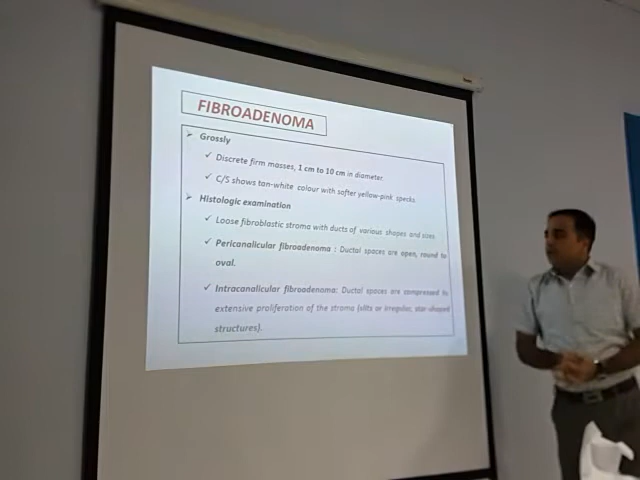 FIBROADENOMA
➢ Grossly
✓ Discrete firm masses, 1 cm to 10 cm in diameter.
✓ C/S shows tan-white colour with softer yellow-pink specks.
➢ Histologic examination
✓ Loose fibroblastic stroma with ducts of various shapes and sizes.
✓ Pericanalicular fibroadenoma : Ductal spaces are open, round to
oval.
✓ Intracanalicular fibroadenoma: Ductal spaces are compressed to
extensive proliferation of the stroma (slits or irregular, star-shaped
structures).